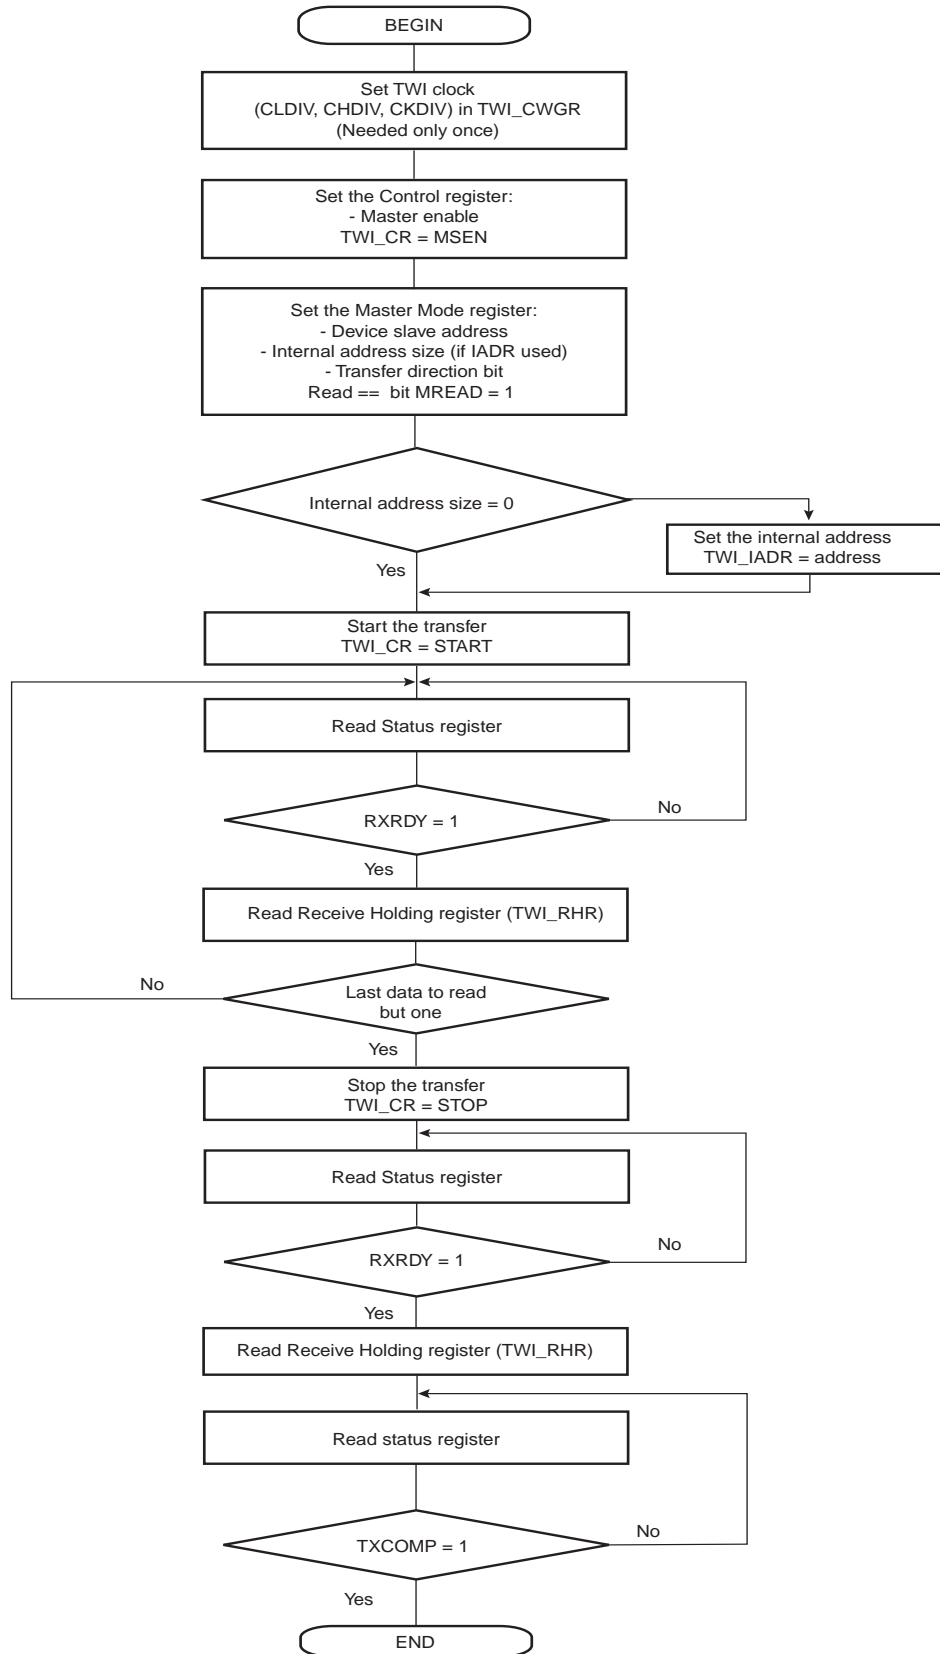 BEGIN
Set TWI clock
(CLDIV, CHDIV, CKDIV) in TWI_CWGR
(Needed only once)
Set the Control register:
- Master enable
TWI_CR = MSEN
Set the Master Mode register:
- Device slave address
- Internal address size (if IADR used)
- Transfer direction bit
Read == bit MREAD = 1
Internal address size = 0
Set the internal address
TWI_IADR = address
Yes
Start the transfer
TWI_CR = START
Read Status register
RXRDY = 1
No
Yes
Read Receive Holding register (TWI_RHR)
No
Last data to read
but one
Yes
Stop the transfer
TWI_CR = STOP
Read Status register
RXRDY = 1
No
Yes
Read Receive Holding register (TWI_RHR)
Read status register
TXCOMP = 1
No
Yes
END